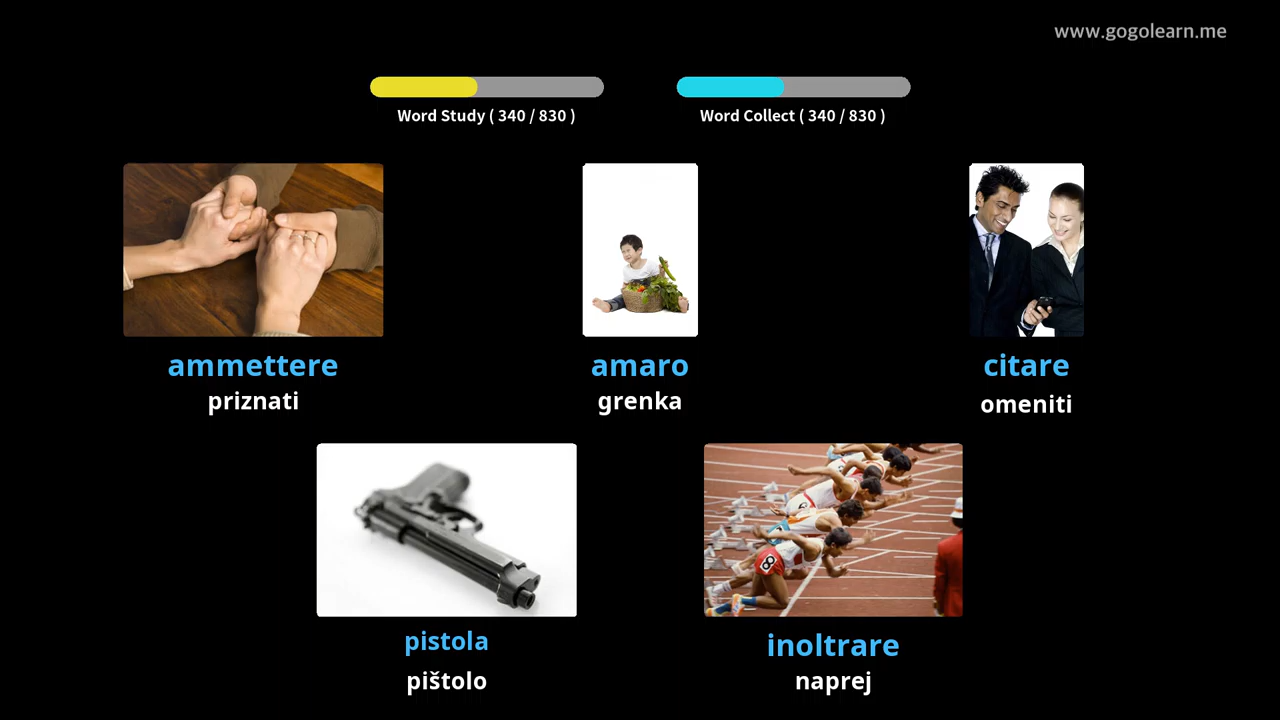 www.gogolearn.me
Word Study ( 340 / 830 )
Word Collect ( 340 / 830 )
ammettere
priznati
amaro
grenka
citare
omeniti
pistola
pištolo
inoltrare
naprej